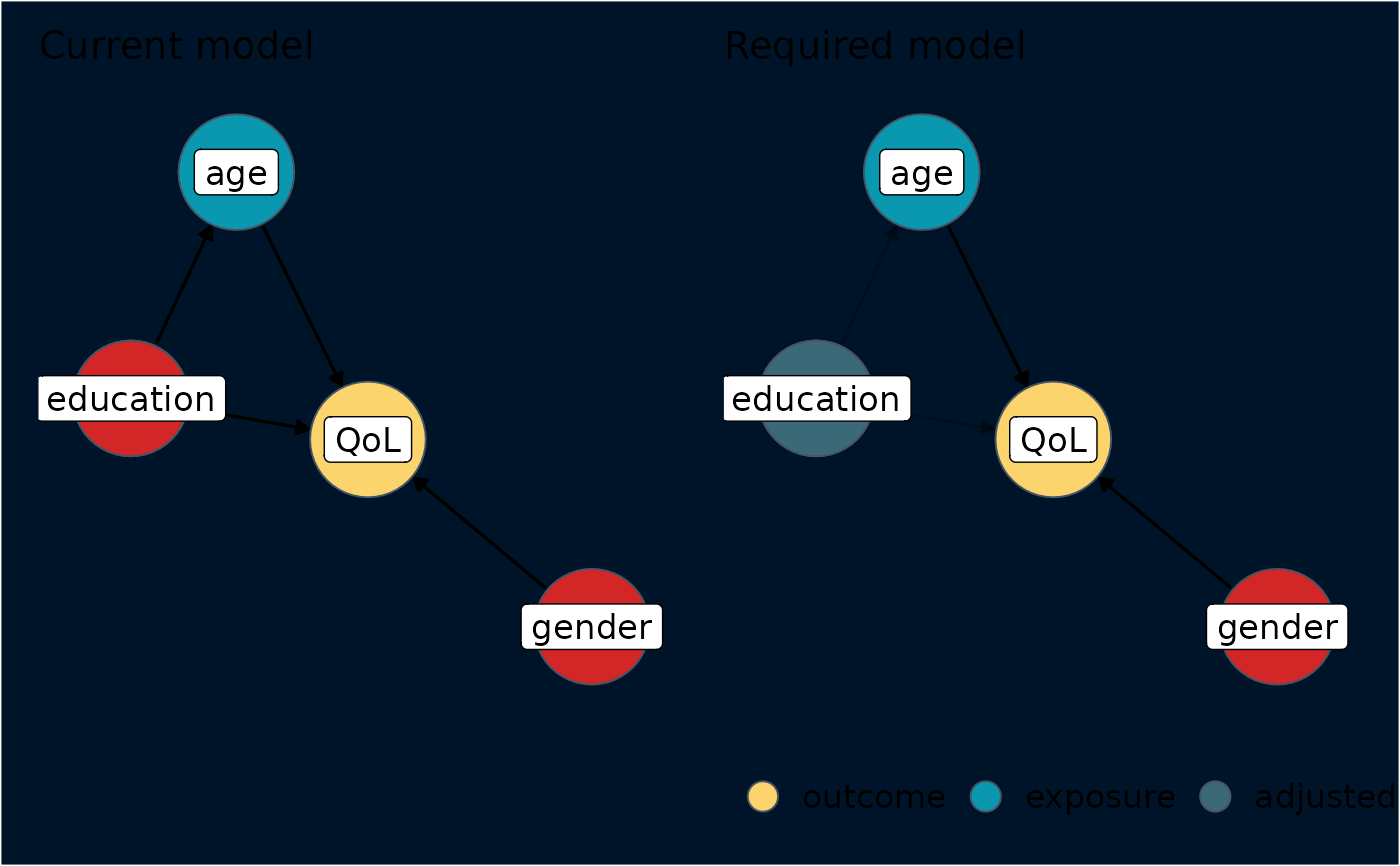 Current model
age
education
QoL
gender
Required model
age
education
QoL
gender
outcome exposure adjusted